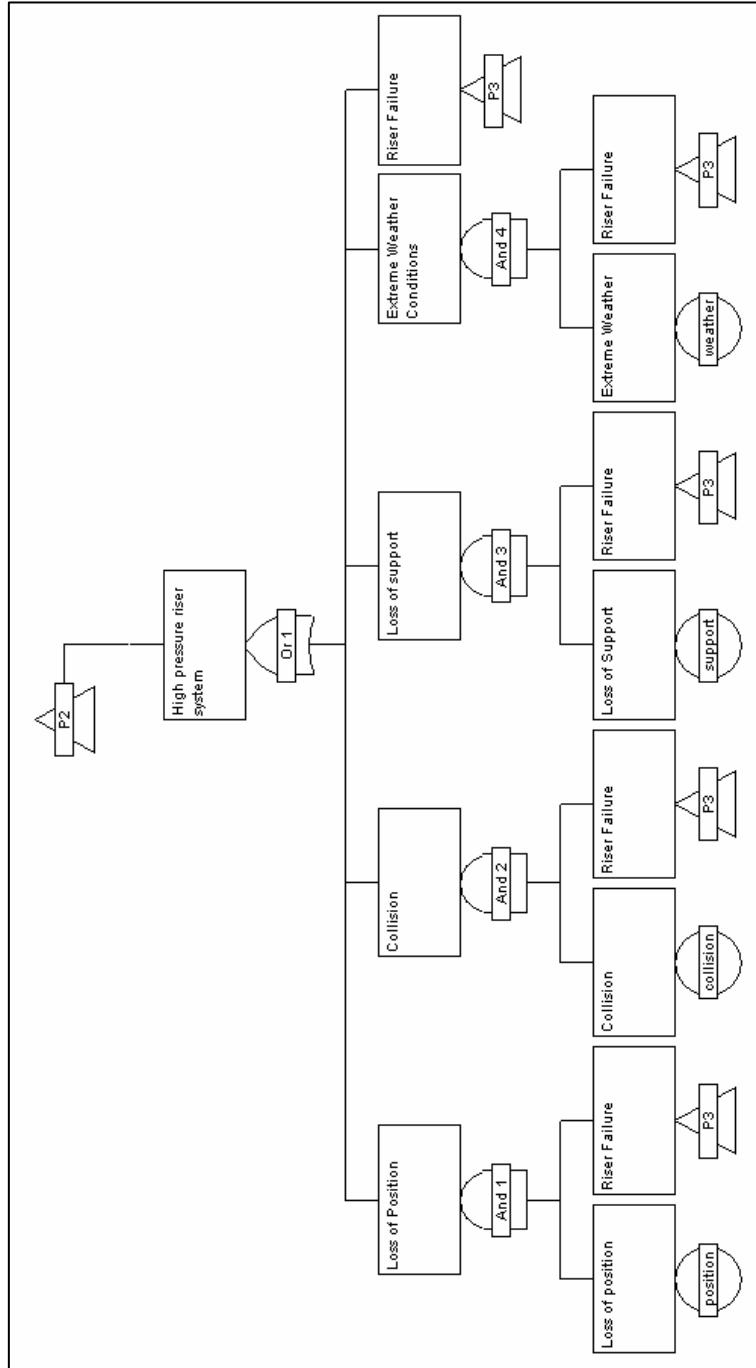 P2
High pressure riser
system
Or 1
Loss of Position
And 1
Collision
And 2
Loss of support
And 3
Extreme Weather
Conditions
And 4
Riser Failure
P3
Loss of position
position
Riser Failure
P3
Collision
collision
Riser Failure
P3
Loss of Support
support
Riser Failure
P3
Extreme Weather
weather
Riser Failure
P3